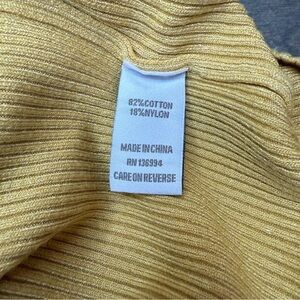 82%COTTON
18%NYLON
MADE IN CHINA
RN 136994
CARE ON REVERSE